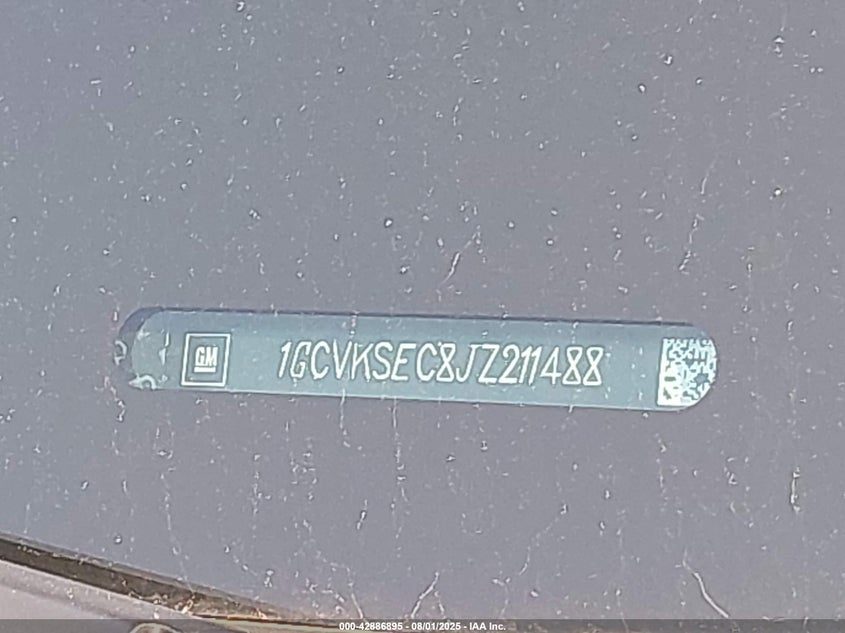 GM 1GCVKSEC8JZ211488
000-42886895 - 08/01/2025 - IAA Inc.